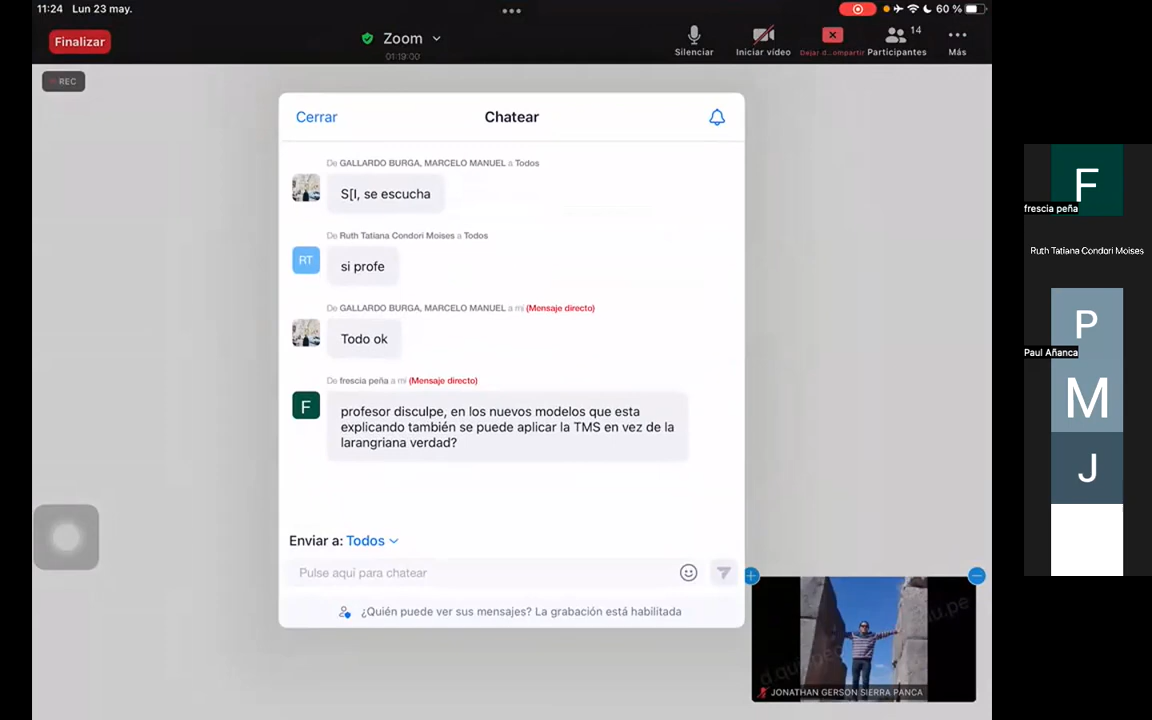 11:24 Lun 23 may.
60 %
Finalizar
Zoom
01:19:00
Silenciar
Iniciar vídeo
Dejar d...ompartir
Participantes
14
Más
REC
Cerrar
Chatear
De GALLARDO BURGA, MARCELO MANUEL a Todos
S[I, se escucha
De Ruth Tatiana Condori Moises a Todos
RT
si profe
De GALLARDO BURGA, MARCELO MANUEL a mi (Mensaje directo)
Todo ok
De frescia peña a mi (Mensaje directo)
F
profesor disculpe, en los nuevos modelos que esta
explicando también se puede aplicar la TMS en vez de la
larangriana verdad?
Enviar a: Todos
Pulse aquí para chatear
¿Quién puede ver sus mensajes? La grabación está habilitada
JONATHAN GERSON SIERRA PANCA
F
frescia peña
Ruth Tatiana Condori Moises
P
Paul Añanca
M
J